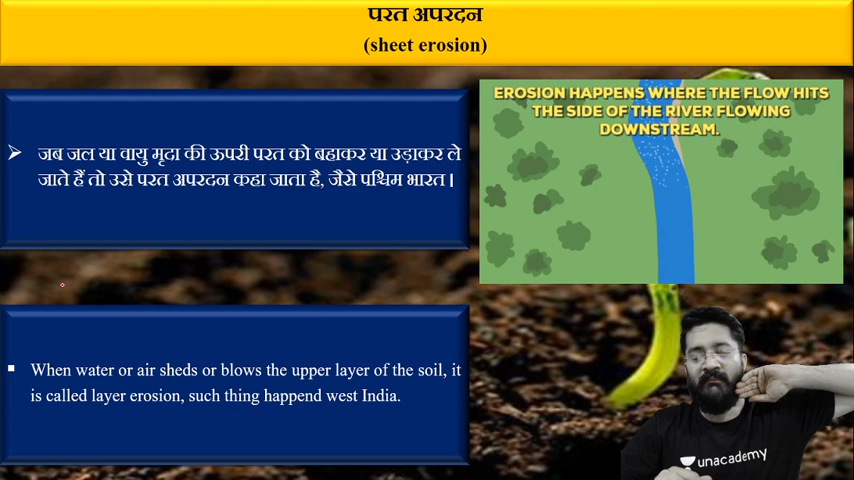 परत अपरदन
(sheet erosion)
जब जल या वायु मृदा की ऊपरी परत को बहाकर या उड़ाकर ले
जाते हैं तो उसे परत अपरदन कहा जाता है, जैसे पश्चिम भारत।
EROSION HAPPENS WHERE THE FLOW HITS
THE SIDE OF THE RIVER FLOWING
DOWNSTREAM.
When water or air sheds or blows the upper layer of the soil, it
is called layer erosion, such thing happend west India.
unacademy